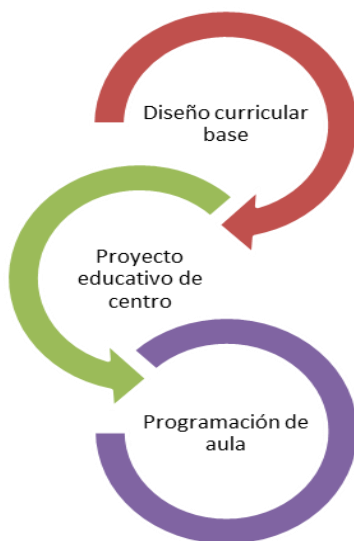 Diseño curricular
base
Proyecto
educativo de
centro
Programación de
aula